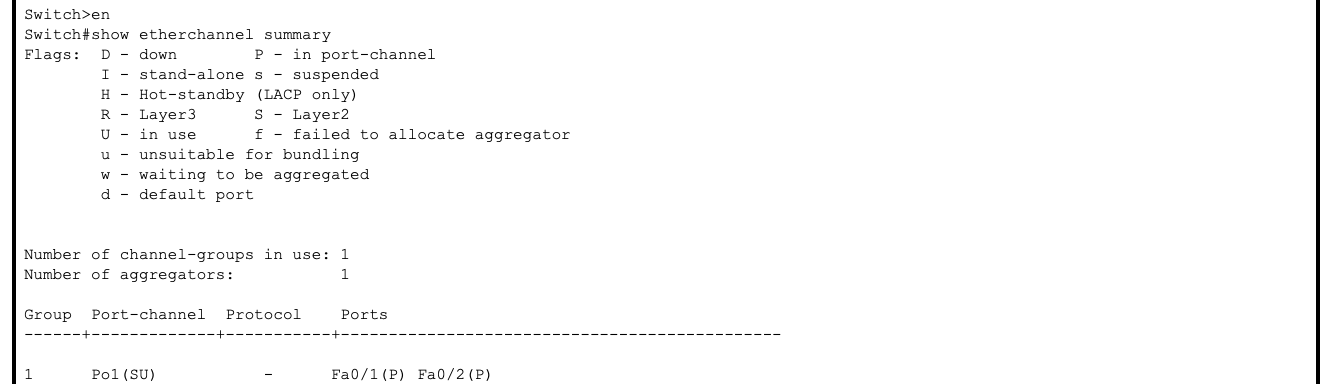 Switch>en
Switch#show etherchannel summary
Flags:  D - down        P - in port-channel
        I - stand-alone s - suspended
        H - Hot-standby (LACP only)
        R - Layer3      S - Layer2
        U - in use      f - failed to allocate aggregator
        u - unsuitable for bundling
        w - waiting to be aggregated
        d - default port
Number of channel-groups in use: 1
Number of aggregators:           1
Group  Port-channel  Protocol    Ports
------+-------------+-----------+----------------------------------------------
1      Po1(SU)           -      Fa0/1(P) Fa0/2(P)